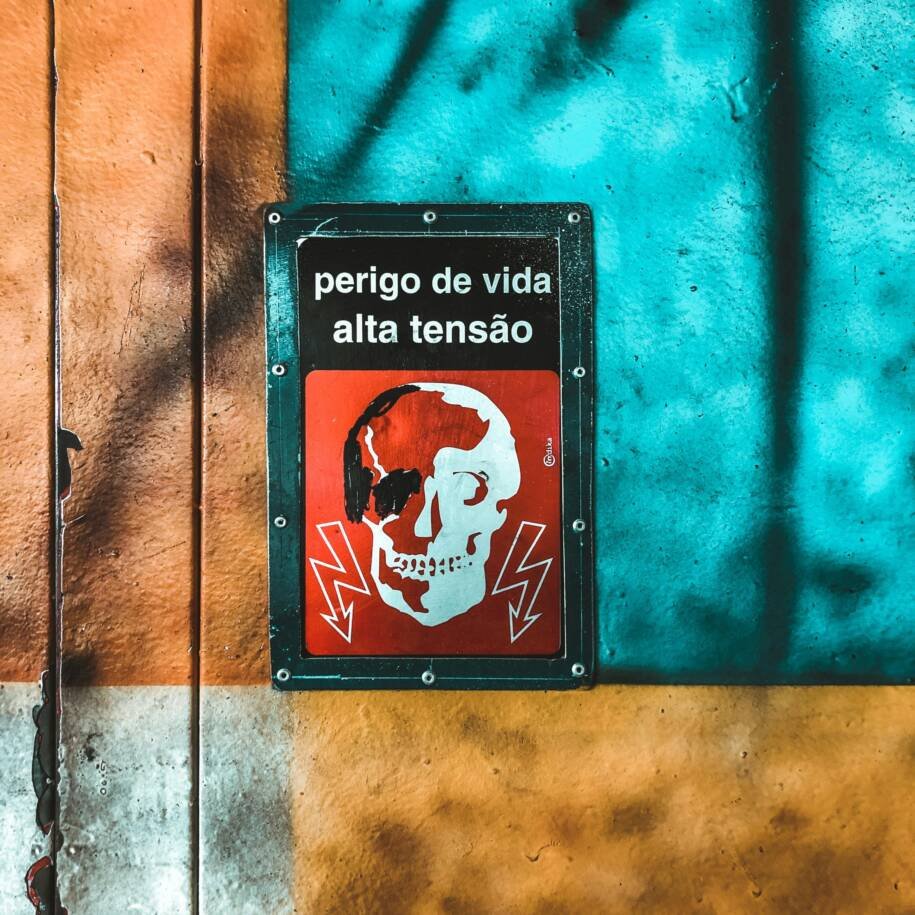 perigo de vida
alta tensão